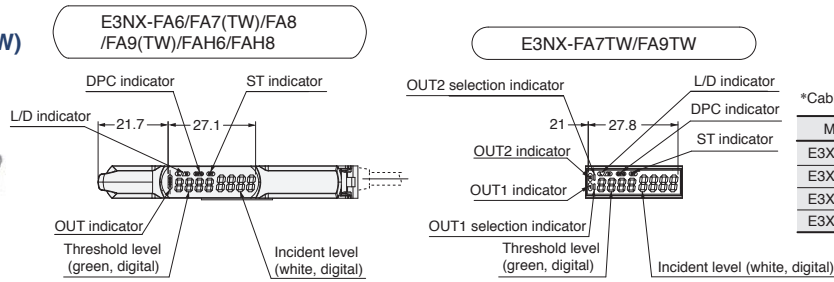 W)
E3NX-FA6/FA7(TW)/FA8
/FA9(TW)/FAH6/FAH8
DPC indicator
ST indicator
L/D indicator
21.7
27.1
OUT indicator
Threshold level
(green, digital)
Incident level
(white, digital)
E3NX-FA7TW/FA9TW
OUT2 selection indicator
L/D indicator
DPC indicator
21
27.8
ST indicator
OUT2 indicator
OUT1 indicator
OUT1 selection indicator
Threshold level
(green, digital)
Incident level (white, digital)
*Cab
M
E3X
E3X
E3X
E3X